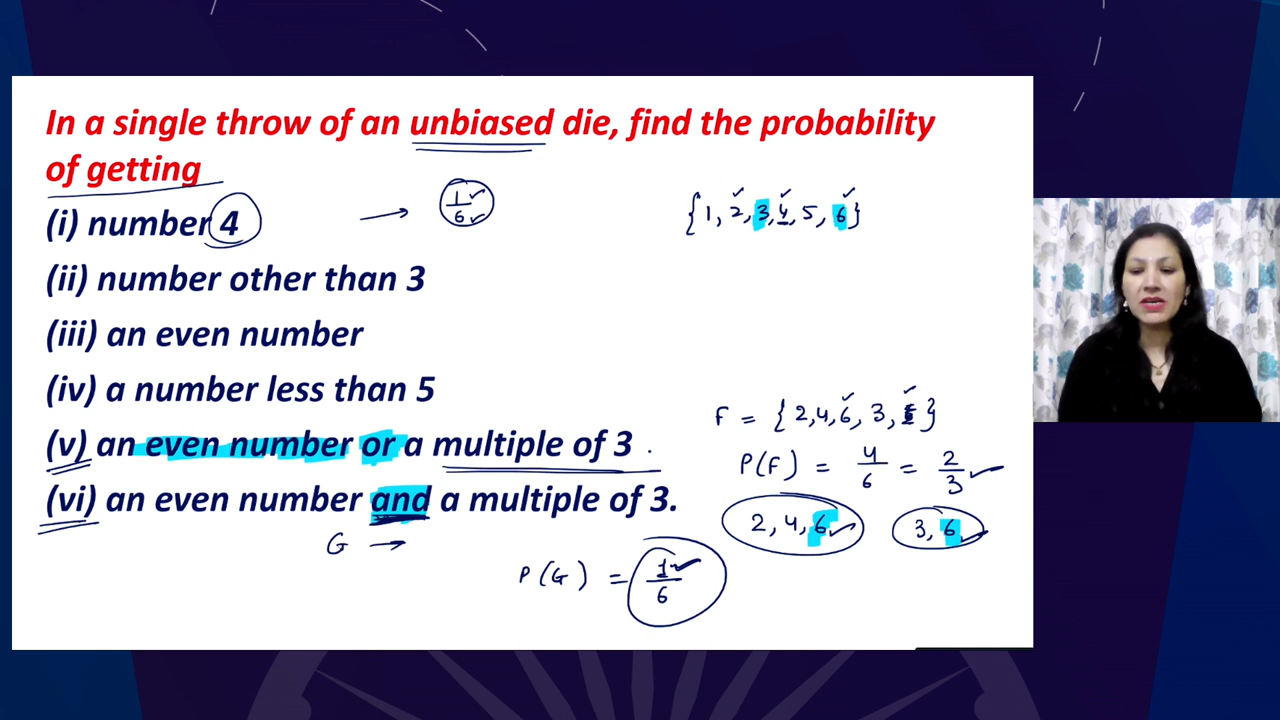 In a single throw of an unbiased die, find the probability
of getting
(i) number 4 → 1/6
{1, 2, 3, 4, 5, 6}
(ii) number other than 3
(iii) an even number
(iv) a number less than 5
F = {2, 4, 6, 3, }
(v) an even number or a multiple of 3
P(F) = 4/6 = 2/3
(vi) an even number and a multiple of 3.
2, 4, 6 3, 6
G →
P(G) = 1/6